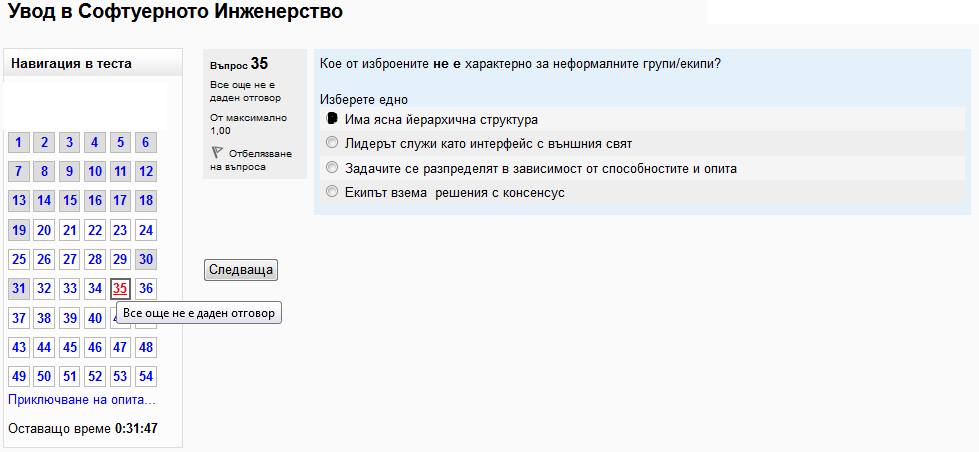 Увод в Софтуерното Инженерство
Навигация в теста
1 2 3 4 5 6
7 8 9 10 11 12
13 14 15 16 17 18
19 20 21 22 23 24
25 26 27 28 29 30
31 32 33 34 35 36
37 38 39 40
43 44 45 46 47 48
49 50 51 52 53 54
Приключване на опита...
Оставащо време 0:31:47
Въпрос 35
Все още не е
даден отговор
От максимално
1,00
Отбелязване
на въпроса
Кое от изброените не е характерно за неформалните групи/екипи?
Изберете едно
Има ясна йерархична структура
Лидерът служи като интерфейс с външния свят
Задачите се разпределят в зависимост от способностите и опита
Екипът взема решения с консенсус
Следваща
Все още не е даден отговор